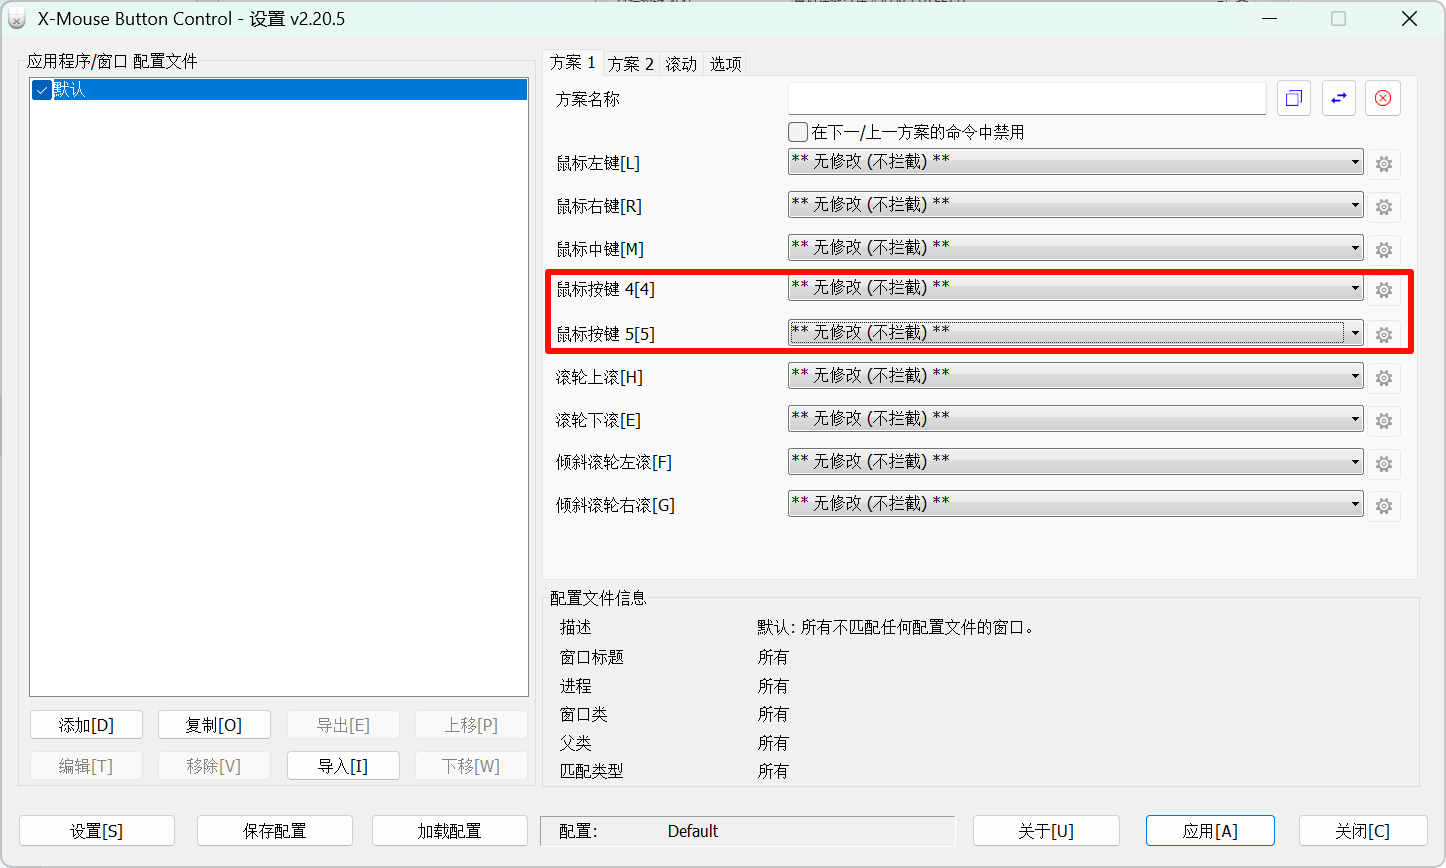 X-Mouse Button Control - 设置 v2.20.5
应用程序/窗口 配置文件
默认
方案 1 方案 2 滚动 选项
方案名称
在下一/上一方案的命令中禁用
鼠标左键[L] ** 无修改 (不拦截) **
鼠标右键[R] ** 无修改 (不拦截) **
鼠标中键[M] ** 无修改 (不拦截) **
鼠标按键 4[4] ** 无修改 (不拦截) **
鼠标按键 5[5] ** 无修改 (不拦截) **
滚轮上滚[H] ** 无修改 (不拦截) **
滚轮下滚[E] ** 无修改 (不拦截) **
倾斜滚轮左滚[F] ** 无修改 (不拦截) **
倾斜滚轮右滚[G] ** 无修改 (不拦截) **
配置文件信息
描述 默认: 所有不匹配任何配置文件的窗口。
窗口标题 所有
进程 所有
窗口类 所有
父类 所有
匹配类型 所有
添加[D] 复制[O] 导出[E] 上移[P]
编辑[T] 移除[V] 导入[I] 下移[W]
设置[S] 保存配置 加载配置 配置: Default 关于[U] 应用[A] 关闭[C]